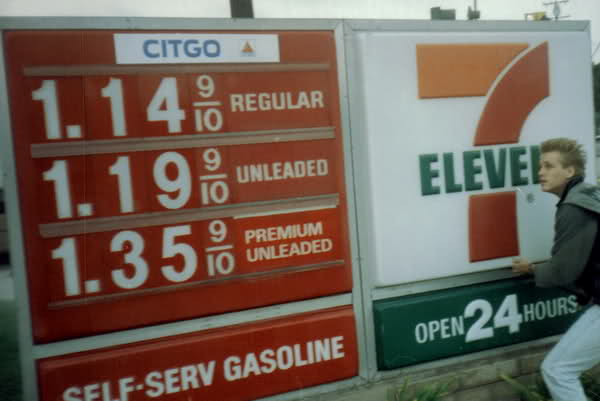 CITGO
1.14 9/10 REGULAR
1.19 9/10 UNLEADED
1.35 9/10 PREMIUM UNLEADED
SELF-SERV GASOLINE
7
ELEVEN
OPEN 24 HOURS